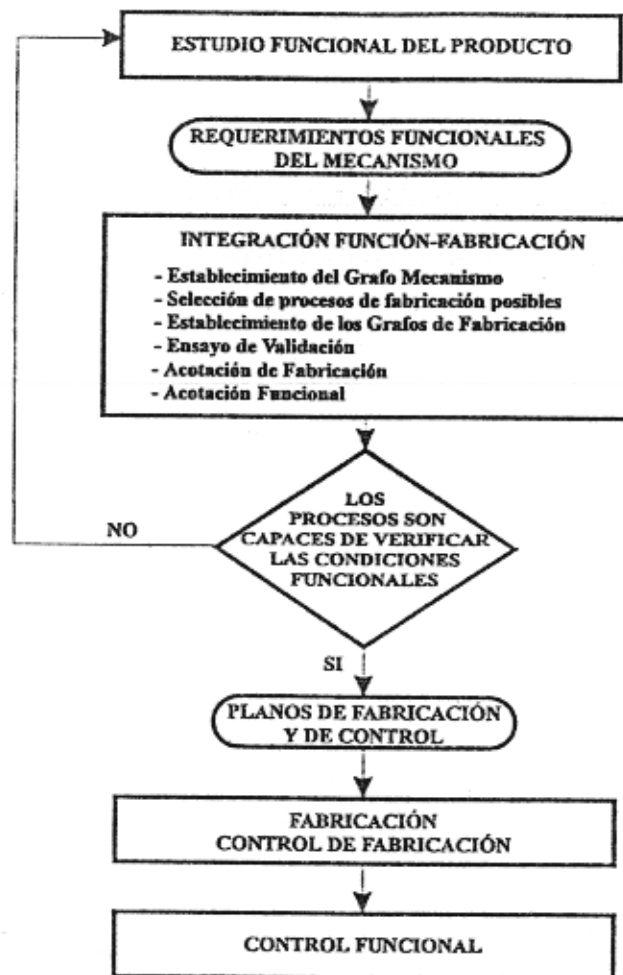 ESTUDIO FUNCIONAL DEL PRODUCTO
REQUERIMIENTOS FUNCIONALES
DEL MECANISMO
INTEGRACIÓN FUNCIÓN-FABRICACIÓN
- Establecimiento del Grafo Mecanismo
- Selección de procesos de fabricación posibles
- Establecimiento de los Grafos de Fabricación
- Ensayo de Validación
- Acotación de Fabricación
- Acotación Funcional
LOS
PROCESOS SON
CAPACES DE VERIFICAR
LAS CONDICIONES
FUNCIONALES
NO
SI
PLANOS DE FABRICACIÓN
Y DE CONTROL
FABRICACIÓN
CONTROL DE FABRICACIÓN
CONTROL FUNCIONAL